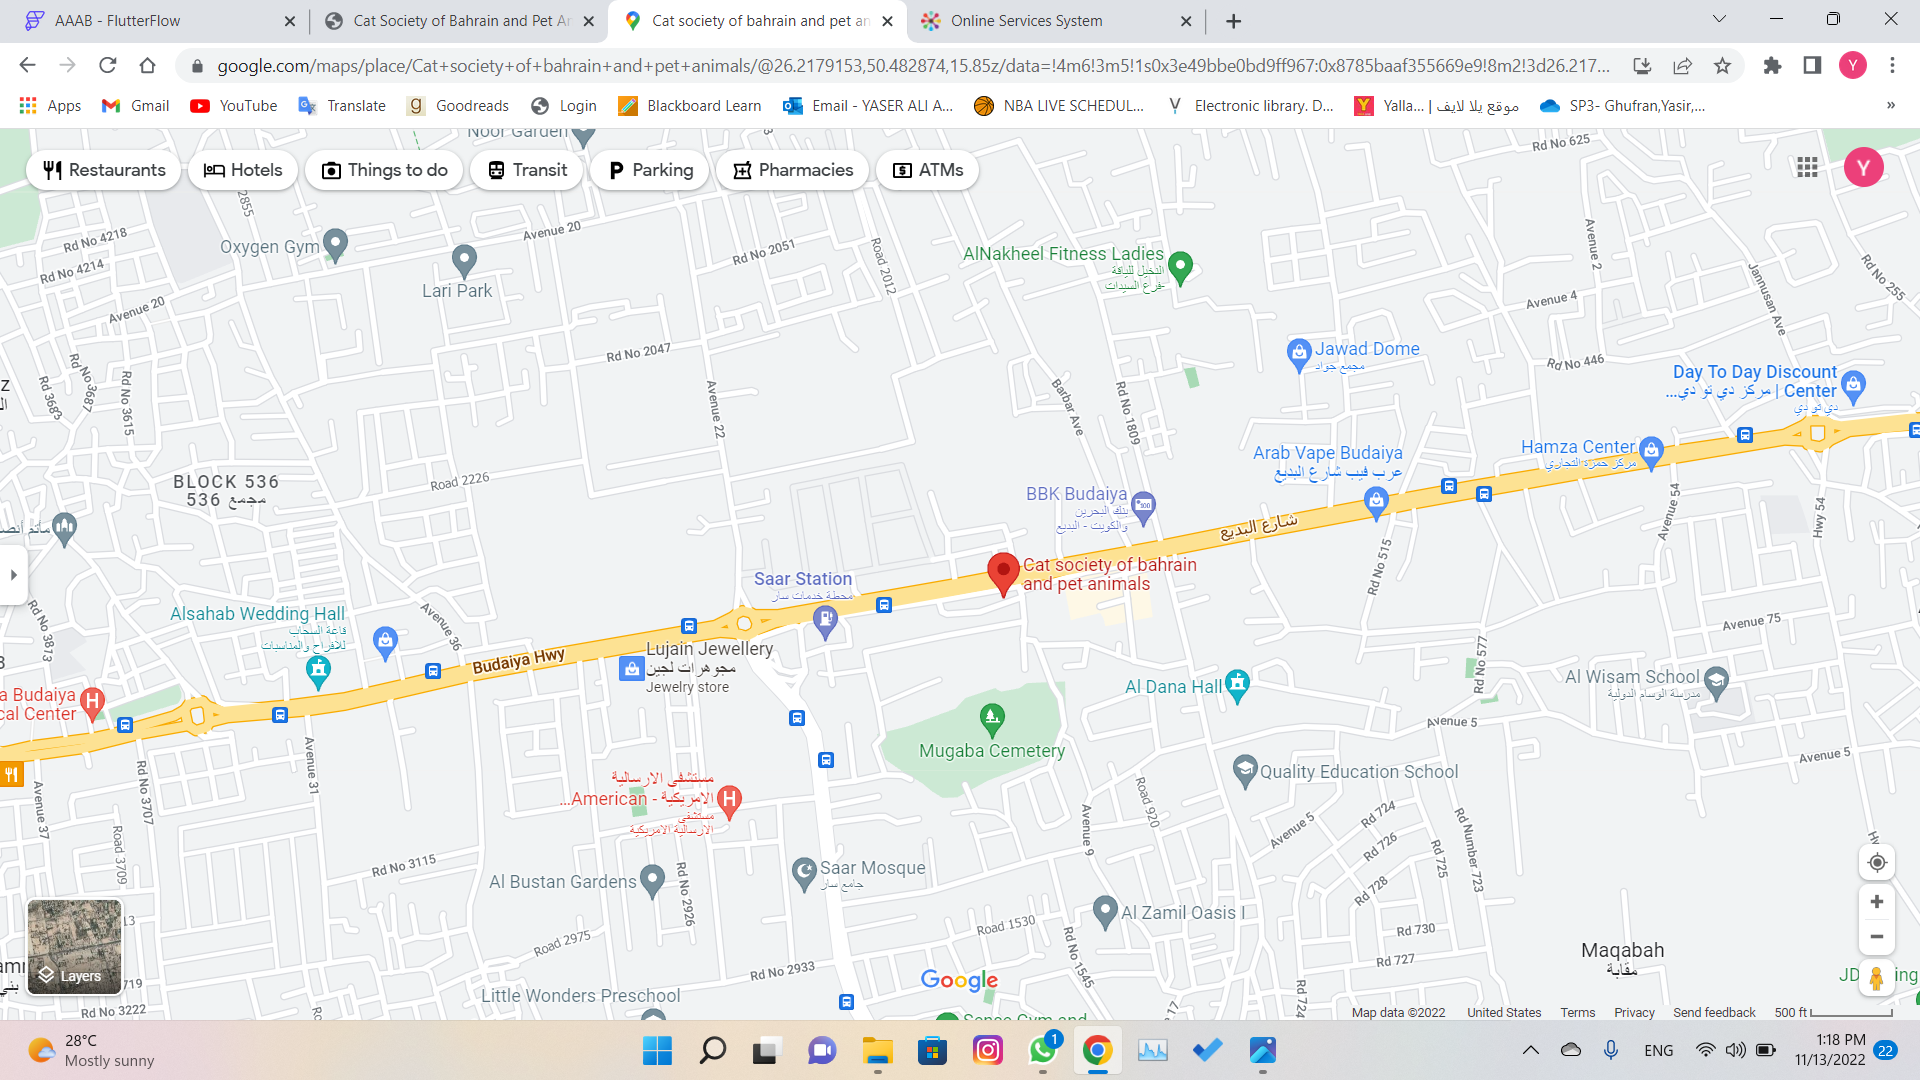 AAAB - FlutterFlow
Cat Society of Bahrain and Pet An
Cat society of bahrain and pet an
Online Services System
google.com/maps/place/Cat+society+of+bahrain+and+pet+animals/@26.2179153,50.482874,15.85z/data=!4m6!3m5!1s0x3e49bbe0bd9ff967:0x8785baaf355669e9!8m2!3d26.217...
Y
Apps
Gmail
YouTube
Translate
Goodreads
Login
Blackboard Learn
Email - YASER ALI A...
NBA LIVE SCHEDUL...
Electronic library. D...
موقع يلا لايف | Yalla...
SP3- Ghufran,Yasir,...
»
Noor Garden
Rd No 625
Restaurants
Hotels
Things to do
Transit
Parking
Pharmacies
ATMs
Y
2855
Rd No 4218
Oxygen Gym
Avenue 20
Rd No 2051
Road 2012
AlNakheel Fitness Ladies
النخيل للياقة
-فرع السيدات
Avenue 2
Rd No 255
Rd No 4214
Lari Park
Avenue 20
Avenue 4
Jannusan Ave
Rd No 2047
Jawad Dome
مجمع جواد
Rd No 446
Day To Day Discount
Center | مركز دي تو دي...
دي تو دي
Rd No 3687
Rd 3683
Rd No 3615
Avenue 22
Barbar Ave
Rd No 1809
Arab Vape Budaiya
عرب فيب شارع البديع
Hamza Center
مركز حمزة التجاري
BLOCK 536
مجمع 536
Road 2226
BBK Budaiya
بنك البحرين
والكويت - البديع
شارع البديع
Avenue 54
Hwy 54
Rd No 515
Cat society of bahrain
and pet animals
Saar Station
محطة خدمات سار
Alsahab Wedding Hall
قاعة السحاب
للافراح والمناسبات
Avenue 36
Rd No 3873
Budaiya Hwy
Lujain Jewellery
مجوهرات لجين
Jewelry store
Avenue 75
Rd No 577
Al Wisam School
مدرسة الوسام الدولية
a Budaiya
cal Center
Al Dana Hall
Avenue 5
Mugaba Cemetery
Avenue 5
Avenue 31
Rd No 3707
Avenue 37
مستشفى الارسالية
الامريكية - American...
مستشفى
الارسالية الامريكية
Quality Education School
Road 920
Avenue 9
Avenue 5
Rd 724
Rd 726
Rd 725
Rd Number 723
Road 3709
Rd No 3115
Al Bustan Gardens
Rd No 2926
Saar Mosque
جامع سار
Rd 728
Al Zamil Oasis I
Road 1530
Rd 730
Road 2975
Rd No 1545
Rd 727
Maqabah
مقابة
Rd No 2933
Layers
Google
Rd 724
Little Wonders Preschool
Rd No 3222
Map data ©2022
United States
Terms
Privacy
Send feedback
500 ft
28°C
Mostly sunny
1
ENG
1:18 PM
11/13/2022
22